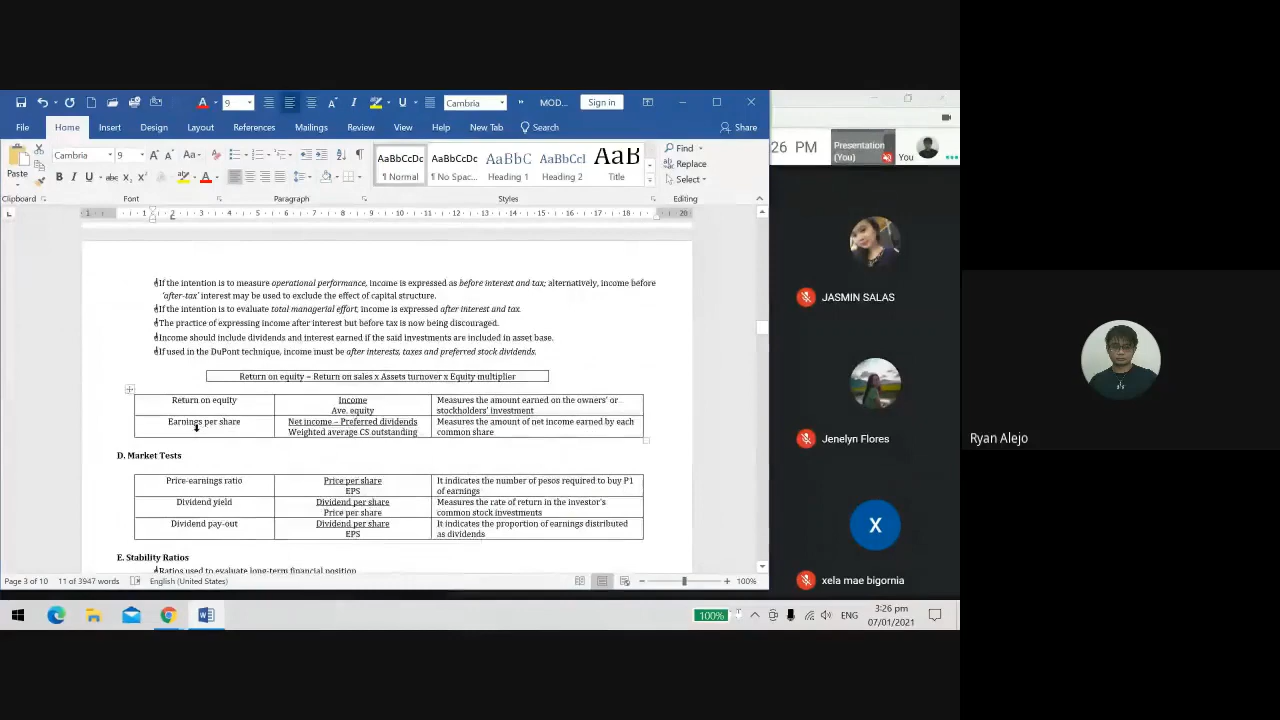 9
Cambria
MOD...
Sign in
File
Home
Insert
Design
Layout
References
Mailings
Review
View
Help
New Tab
Search
Share
Paste
Cambria
9
AaBbCcDc
AaBbCcDc
AaBbC
AaBbCcI
AaB
¶ Normal
¶ No Spac...
Heading 1
Heading 2
Title
Find
Replace
Select
Clipboard
Font
Paragraph
Styles
Editing
If the intention is to measure operational performance, income is expressed as before interest and tax; alternatively, income before
'after-tax' interest may be used to exclude the effect of capital structure.
If the intention is to evaluate total managerial effort, income is expressed after interest and tax.
The practice of expressing income after interest but before tax is now being discouraged.
Income should include dividends and interest earned if the said investments are included in asset base.
If used in the DuPont technique, income must be after interests, taxes and preferred stock dividends.
Return on equity = Return on sales x Assets turnover x Equity multiplier
Return on equity
Income
Ave. equity
Measures the amount earned on the owners' or
stockholders' investment
Earnings per share
Net income – Preferred dividends
Weighted average CS outstanding
Measures the amount of net income earned by each
common share
D. Market Tests
Price-earnings ratio
Price per share
EPS
It indicates the number of pesos required to buy P1
of earnings
Dividend yield
Dividend per share
Price per share
Measures the rate of return in the investor's
common stock investments
Dividend pay-out
Dividend per share
EPS
It indicates the proportion of earnings distributed
as dividends
E. Stability Ratios
Ratios used to evaluate long-term financial position
Page 3 of 10
11 of 3947 words
English (United States)
100%
26 PM
Presentation
(You)
You
JASMIN SALAS
Jenelyn Flores
X
xela mae bigornia
Ryan Alejo
100%
ENG
3:26 pm
07/01/2021